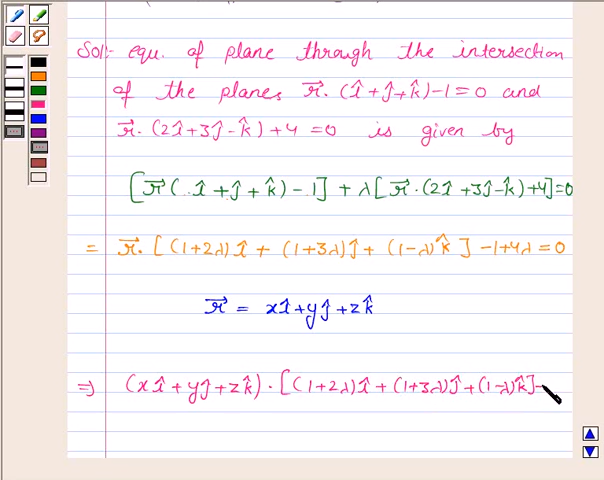 Sol:- equ. of plane through the intersection
of the planes r⃗.(î+ĵ+k̂)-1=0 and
r⃗.(2î+3ĵ-k̂)+4=0 is given by
[r⃗(.î+ĵ+k̂)-1]+λ[r⃗.(2î+3ĵ-k̂)+4]=0
= r⃗.[(1+2λ)î+(1+3λ)ĵ+(1-λ)k̂]-1+4λ=0
r⃗ = xî+yĵ+zk̂
⇒ (xî+yĵ+zk̂).[(1+2λ)î+(1+3λ)ĵ+(1-λ)k̂]-